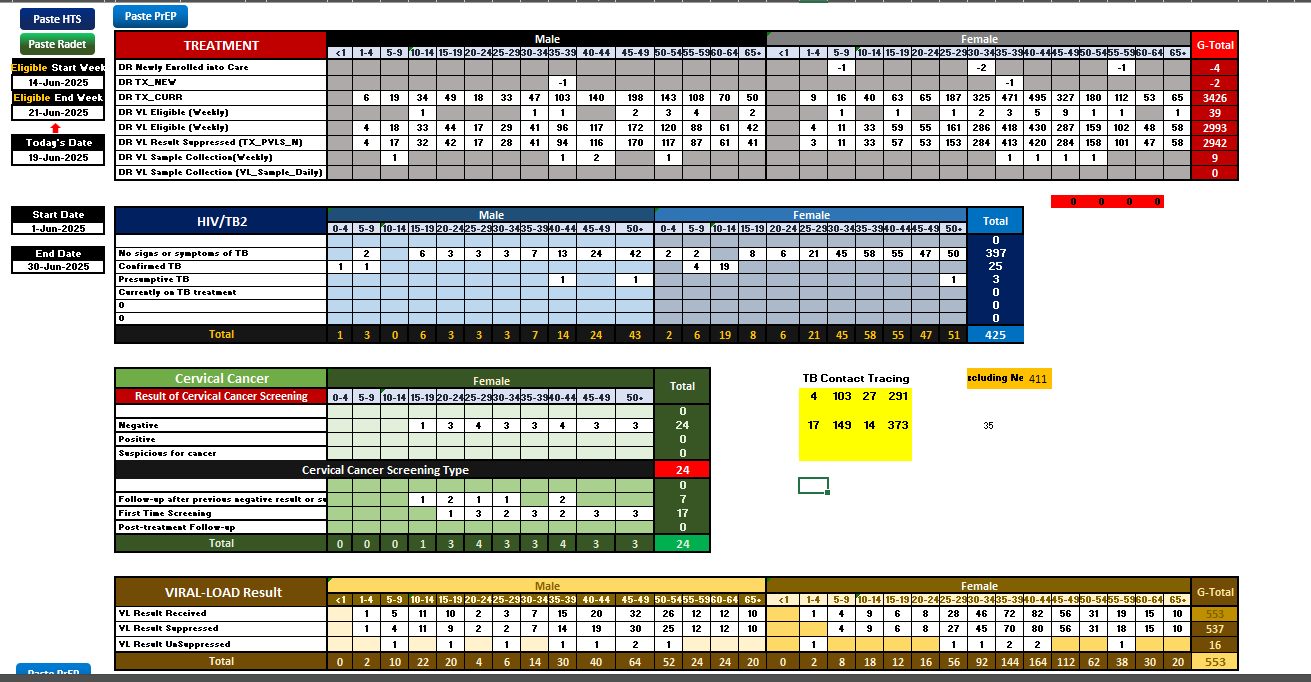 Paste HTS Paste PrEP
Paste Radet
TREATMENT Male Female G-Total
<1 1-4 5-9 10-14 15-19 20-24 25-29 30-34 35-39 40-44 45-49 50-54 55-59 60-64 65+ <1 1-4 5-9 10-14 15-19 20-24 25-29 30-34 35-39 40-44 45-49 50-54 55-59 60-64 65+
Eligible Start Week
14-Jun-2025
Eligible End Week
21-Jun-2025
Today's Date
19-Jun-2025
DR Newly Enrolled into Care -1 -2 -1 -4
DR TX_NEW -1 -1 -2
DR TX_CURR 6 19 34 49 18 33 47 103 140 198 143 108 70 50 9 16 40 63 65 187 325 471 495 327 180 112 53 65 3426
DR VL Eligible (Weekly) 1 1 1 2 3 4 2 1 1 1 2 3 5 9 1 1 1 39
DR VL Eligible (Weekly) 4 18 33 44 17 29 41 96 117 172 120 88 61 42 4 11 33 59 55 161 286 418 430 287 159 102 48 58 2993
DR VL Result Suppressed (TX_PYLS_N) 4 17 32 42 17 28 41 94 116 170 117 87 61 41 3 11 33 57 53 153 284 413 420 284 158 101 47 58 2942
DR VL Sample Collection(Weekly) 1 1 2 1 1 1 1 1 9
DR VL Sample Collection (VL_Sample_Daily) 0
0 0 0 0
Start Date
1-Jun-2025
End Date
30-Jun-2025
HIV/TB2 Male Female Total
0-4 5-9 10-14 15-19 20-24 25-29 30-34 35-39 40-44 45-49 50+ 0-4 5-9 10-14 15-19 20-24 25-29 30-34 35-39 40-44 45-49 50+
0
No signs or symptoms of TB 2 6 3 3 3 7 13 24 42 2 2 8 6 21 45 58 55 47 50 397
Confirmed TB 1 1 4 19 25
Presumptive TB 1 1 1 3
Currently on TB treatment 0
0 0
0 0
Total 1 3 0 6 3 3 3 7 14 24 43 2 6 19 8 6 21 45 58 55 47 51 425
Cervical Cancer Female Total
Result of Cervical Cancer Screening 0-4 5-9 10-14 15-19 20-24 25-29 30-34 35-39 40-44 45-49 50+
0
Negative 1 3 4 3 3 4 3 3 24
Positive 0
Suspicious for cancer 0
Cervical Cancer Screening Type 24
0
Follow-up after previous negative result or su 1 2 1 1 2 7
First Time Screening 1 3 2 3 2 3 3 17
Post-treatment Follow-up 0
Total 0 0 0 1 3 4 3 3 4 3 3 24
TB Contact Tracing
4 103 27 291
17 149 14 373
xcluding Ne 411
35
VIRAL-LOAD Result Male Female G-Total
<1 1-4 5-9 10-14 15-19 20-24 25-29 30-34 35-39 40-44 45-49 50-54 55-59 60-64 65+ <1 1-4 5-9 10-14 15-19 20-24 25-29 30-34 35-39 40-44 45-49 50-54 55-59 60-64 65+
VL Result Received 1 5 11 10 2 3 7 15 20 32 26 12 12 10 1 4 9 6 8 28 46 72 82 56 31 19 15 10 553
VL Result Suppressed 1 4 11 9 2 2 7 14 19 30 25 12 12 10 4 9 6 8 27 45 70 80 56 31 18 15 10 537
VL Result UnSuppressed 1 1 1 1 1 2 1 1 1 1 2 2 1 16
Total 0 2 10 22 20 4 6 14 30 40 64 52 24 24 20 0 2 8 18 12 16 56 92 144 164 112 62 38 30 20 553
Paste PrEP